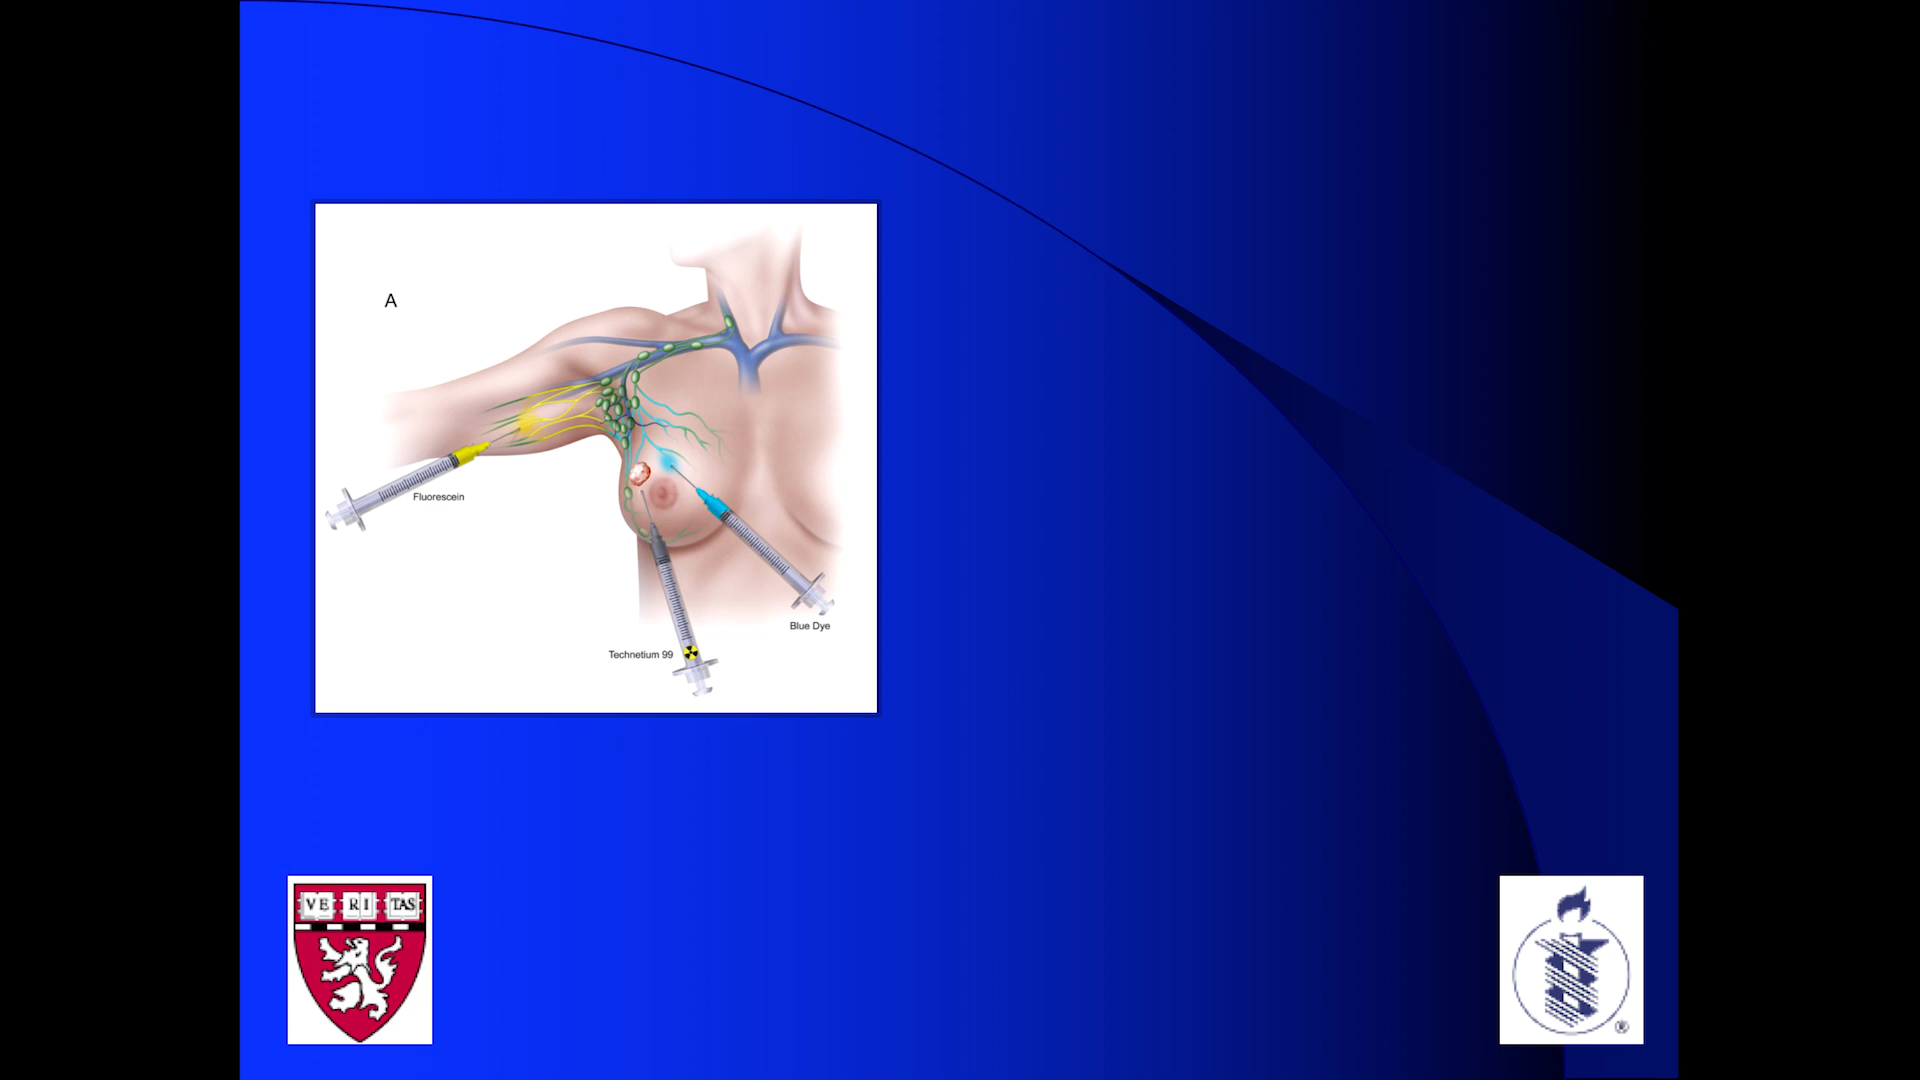 A
Fluorescein
Blue Dye
Technetium 99
VE RI TAS
®